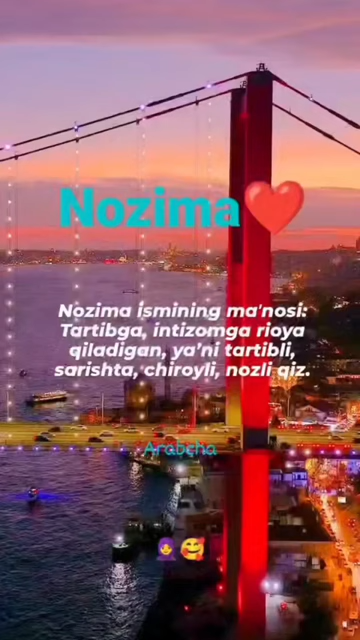 Nozima❤️
Nozima ismining ma'nosi:
Tartibga, intizomga rioya
qiladigan, ya’ni tartibli,
sarishta, chiroyli, nozli qiz.
Arabcha
🧕🥰